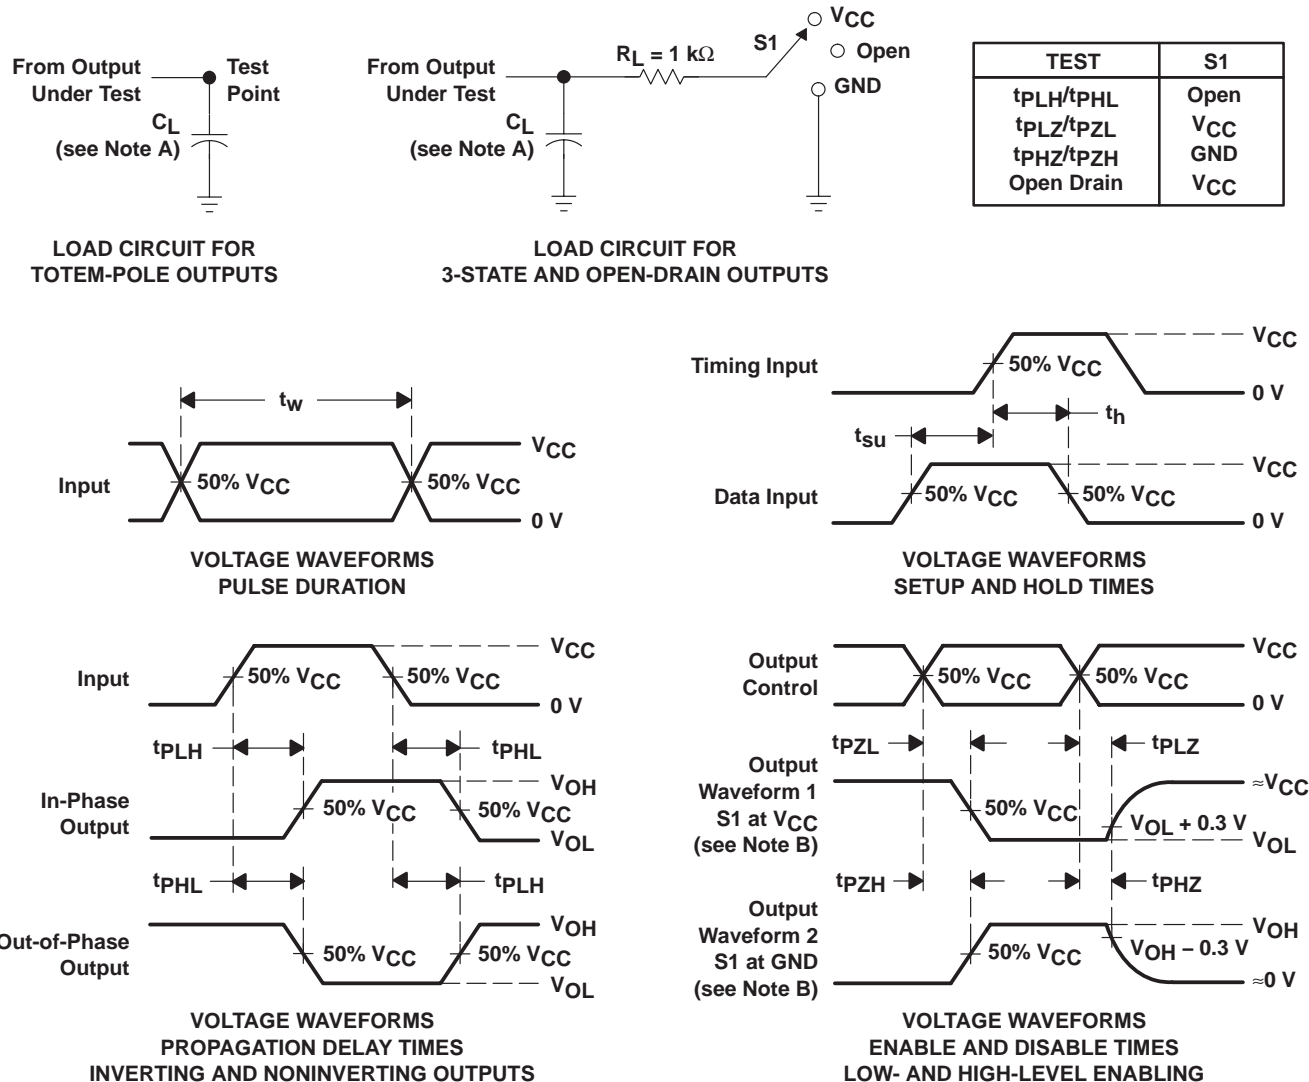 From Output
Under Test
Test
Point
CL
(see Note A)
LOAD CIRCUIT FOR
TOTEM-POLE OUTPUTS
From Output
Under Test
RL = 1 kΩ
S1
VCC
Open
GND
CL
(see Note A)
LOAD CIRCUIT FOR
3-STATE AND OPEN-DRAIN OUTPUTS
TEST S1
tPLH/tPHL Open
tPLZ/tPZL VCC
tPHZ/tPZH GND
Open Drain VCC
tw
Input
50% VCC
50% VCC
VCC
0 V
VOLTAGE WAVEFORMS
PULSE DURATION
Timing Input
50% VCC
VCC
0 V
th
tsu
Data Input
50% VCC
50% VCC
VCC
0 V
VOLTAGE WAVEFORMS
SETUP AND HOLD TIMES
Input
50% VCC
50% VCC
VCC
0 V
tPLH
tPHL
In-Phase
Output
50% VCC
50% VCC
VOH
VOL
tPHL
tPLH
Out-of-Phase
Output
50% VCC
50% VCC
VOH
VOL
VOLTAGE WAVEFORMS
PROPAGATION DELAY TIMES
INVERTING AND NONINVERTING OUTPUTS
Output
Control
50% VCC
50% VCC
VCC
0 V
tPZL
tPLZ
Output
Waveform 1
S1 at VCC
(see Note B)
50% VCC
≈VCC
VOL + 0.3 V
VOL
tPZH
tPHZ
Output
Waveform 2
S1 at GND
(see Note B)
50% VCC
VOH
VOH − 0.3 V
≈0 V
VOLTAGE WAVEFORMS
ENABLE AND DISABLE TIMES
LOW- AND HIGH-LEVEL ENABLING